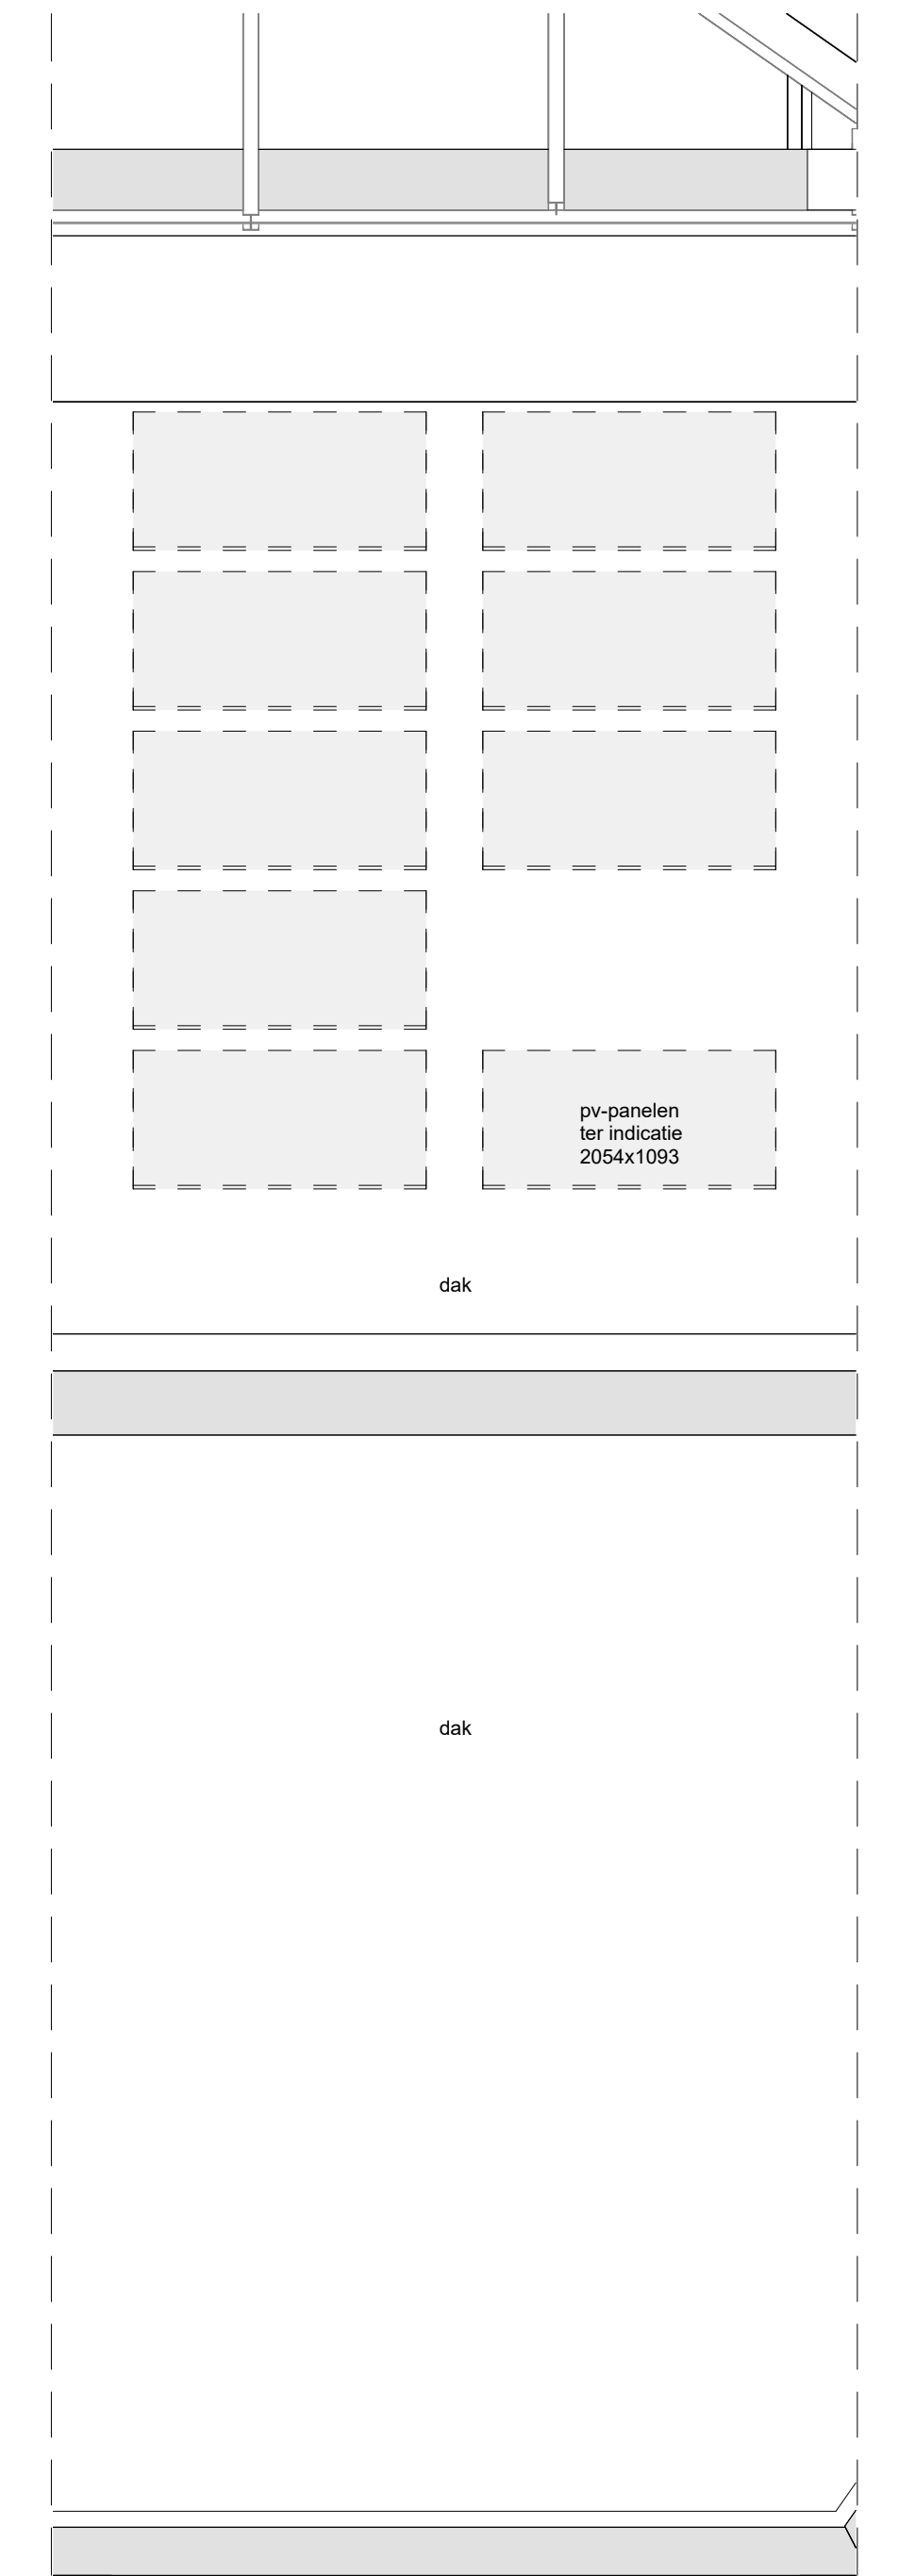 pv-panelen
ter indicatie
2054x1093
dak
dak